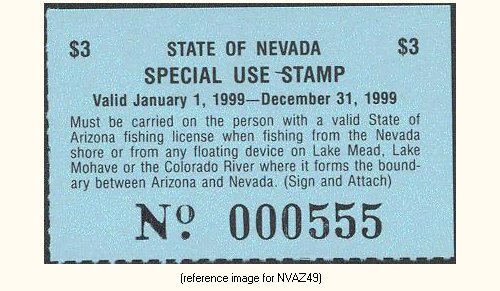 $3 STATE OF NEVADA $3
SPECIAL USE STAMP
Valid January 1, 1999—December 31, 1999
Must be carried on the person with a valid State of
Arizona fishing license when fishing from the Nevada
shore or from any floating device on Lake Mead, Lake
Mohave or the Colorado River where it forms the bound-
ary between Arizona and Nevada. (Sign and Attach)
No. 000555
(reference image for NVAZ49)